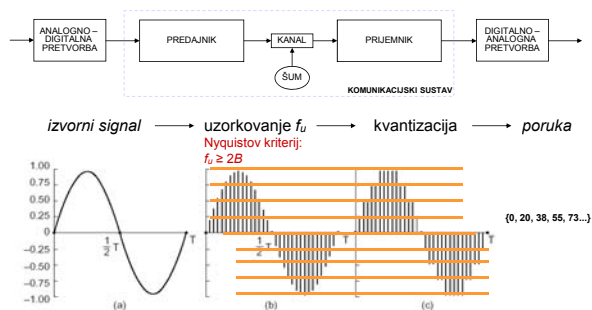 ANALOGNO –
DIGITALNA
PRETVORBA
PREDAJNIK
KANAL
PRIJEMNIK
DIGITALNO –
ANALOGNA
PRETVORBA
ŠUM
KOMUNIKACIJSKI SUSTAV
izvorni signal
uzorkovanje fu
kvantizacija
poruka
Nyquistov kriterij:
fu ≥ 2B
1.00
0.75
0.50
0.25
0
−0.25
−0.50
−0.75
−1.00
1/2 T
T
(a)
1/2 T
T
(b)
T
(c)
{0, 20, 38, 55, 73...}